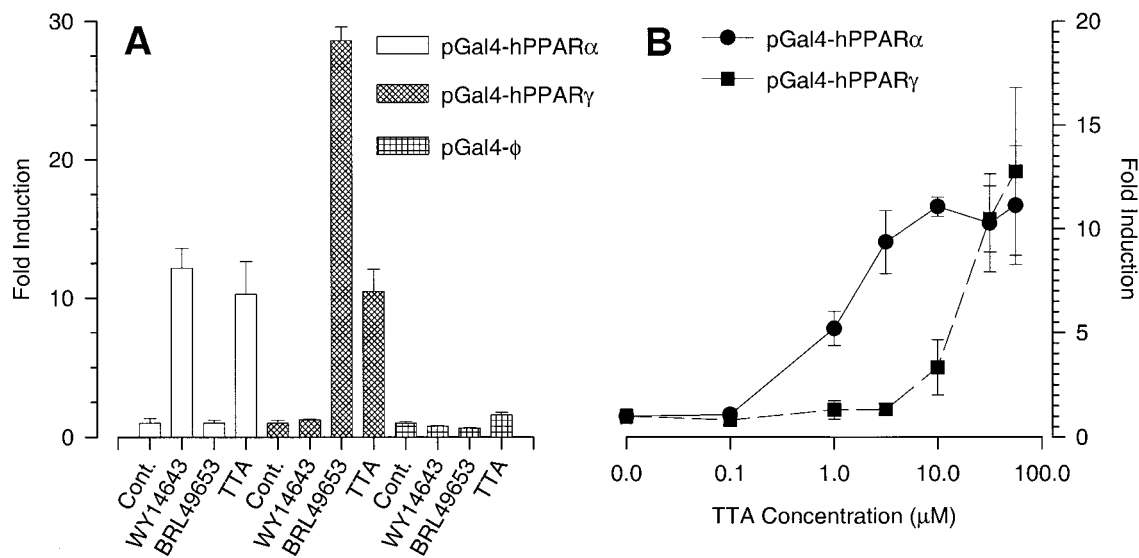 A
B
pGal4-hPPARα
pGal4-hPPARγ
pGal4-ϕ
Fold Induction
30
20
10
0
Cont.
WY14643
BRL49653
TTA
Cont.
WY14643
BRL49653
TTA
Cont.
WY14643
BRL49653
TTA
pGal4-hPPARα
pGal4-hPPARγ
Fold Induction
20
15
10
5
0
0.0 0.1 1.0 10.0 100.0
TTA Concentration (μM)